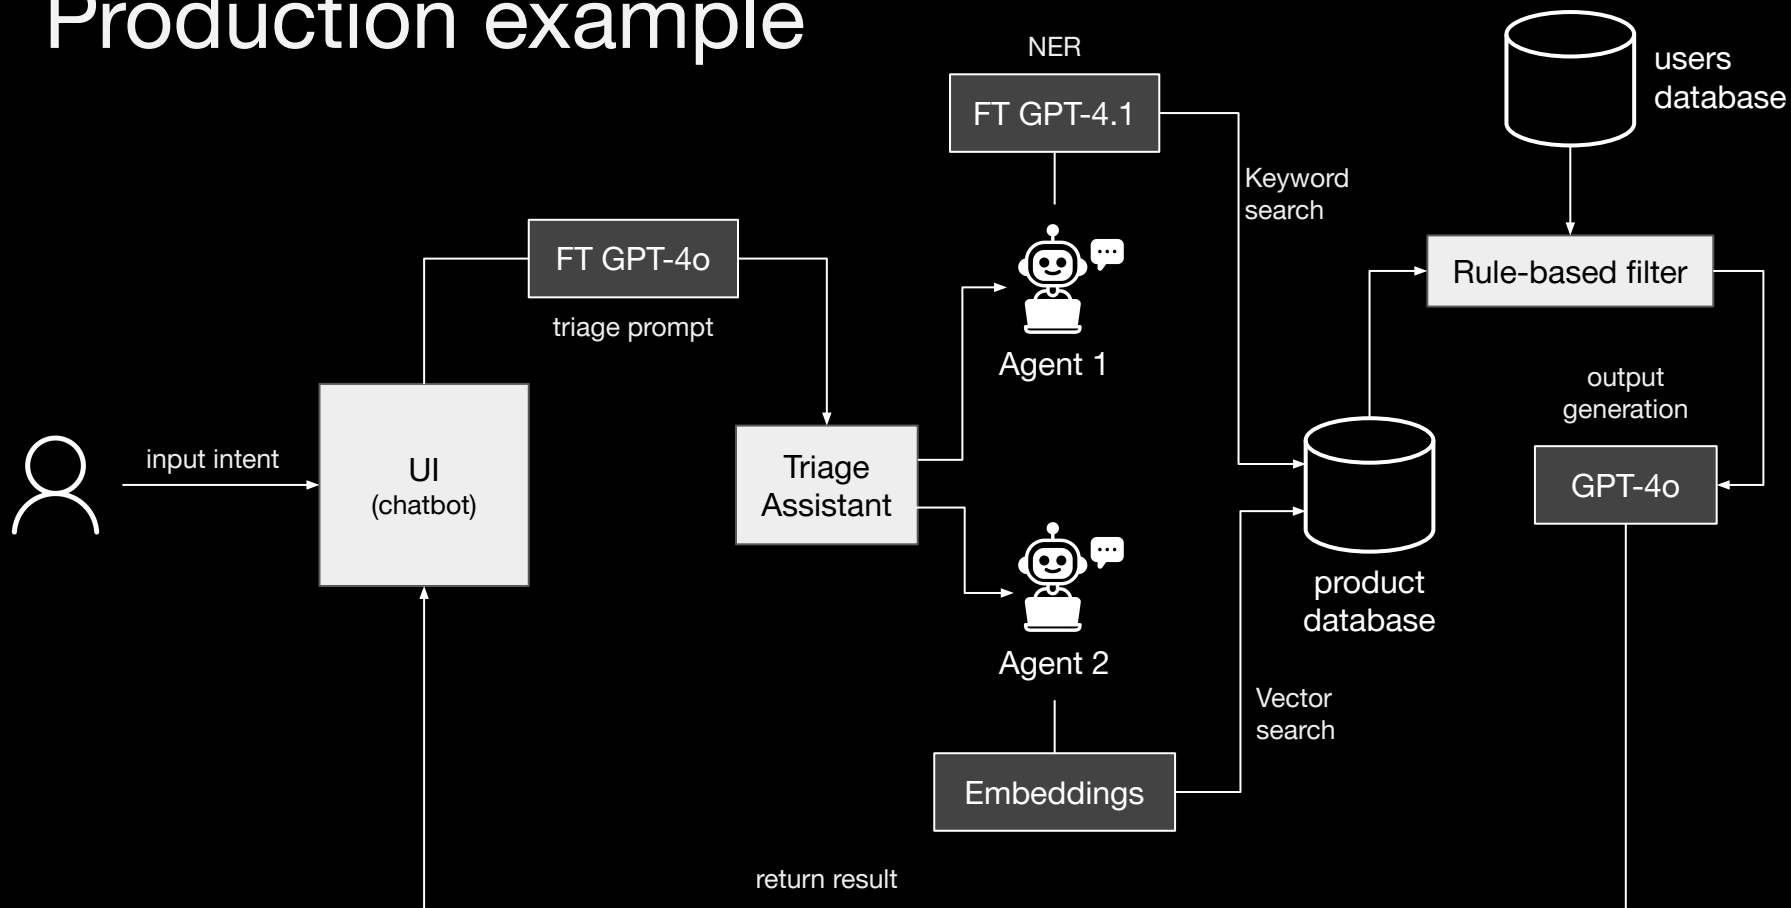 Production example
NER
FT GPT-4.1
users
database
Keyword
search
FT GPT-4o
triage prompt
Rule-based filter
Agent 1
output
generation
input intent
UI
(chatbot)
Triage
Assistant
GPT-4o
product
database
Agent 2
Vector
search
Embeddings
return result